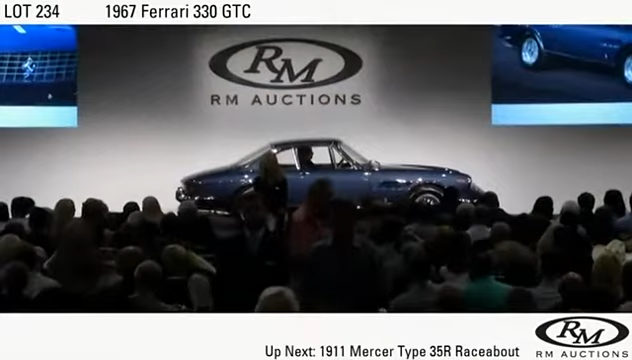 LOT 234 1967 Ferrari 330 GTC
RM
RM AUCTIONS
Up Next: 1911 Mercer Type 35R Raceabout
RM
RM AUCTIONS